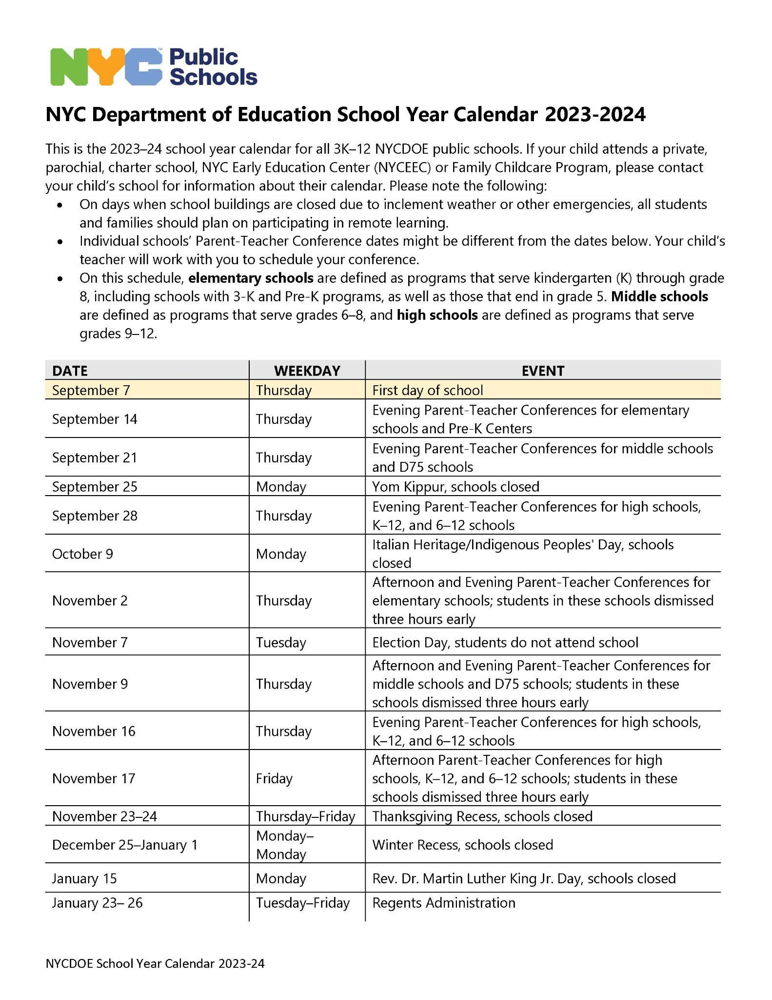 NYC™ Public
Schools
NYC Department of Education School Year Calendar 2023-2024
This is the 2023–24 school year calendar for all 3K–12 NYCDOE public schools. If your child attends a private,
parochial, charter school, NYC Early Education Center (NYCEEC) or Family Childcare Program, please contact
your child's school for information about their calendar. Please note the following:
• On days when school buildings are closed due to inclement weather or other emergencies, all students
and families should plan on participating in remote learning.
• Individual schools' Parent-Teacher Conference dates might be different from the dates below. Your child's
teacher will work with you to schedule your conference.
• On this schedule, elementary schools are defined as programs that serve kindergarten (K) through grade
8, including schools with 3-K and Pre-K programs, as well as those that end in grade 5. Middle schools
are defined as programs that serve grades 6–8, and high schools are defined as programs that serve
grades 9–12.
DATE WEEKDAY EVENT
September 7 Thursday First day of school
September 14 Thursday Evening Parent-Teacher Conferences for elementary
schools and Pre-K Centers
September 21 Thursday Evening Parent-Teacher Conferences for middle schools
and D75 schools
September 25 Monday Yom Kippur, schools closed
September 28 Thursday Evening Parent-Teacher Conferences for high schools,
K–12, and 6–12 schools
October 9 Monday Italian Heritage/Indigenous Peoples' Day, schools
closed
November 2 Thursday Afternoon and Evening Parent-Teacher Conferences for
elementary schools; students in these schools dismissed
three hours early
November 7 Tuesday Election Day, students do not attend school
November 9 Thursday Afternoon and Evening Parent-Teacher Conferences for
middle schools and D75 schools; students in these
schools dismissed three hours early
November 16 Thursday Evening Parent-Teacher Conferences for high schools,
K–12, and 6–12 schools
November 17 Friday Afternoon Parent-Teacher Conferences for high
schools, K–12, and 6–12 schools; students in these
schools dismissed three hours early
November 23–24 Thursday–Friday Thanksgiving Recess, schools closed
December 25–January 1 Monday–
Monday Winter Recess, schools closed
January 15 Monday Rev. Dr. Martin Luther King Jr. Day, schools closed
January 23– 26 Tuesday–Friday Regents Administration
NYCDOE School Year Calendar 2023-24